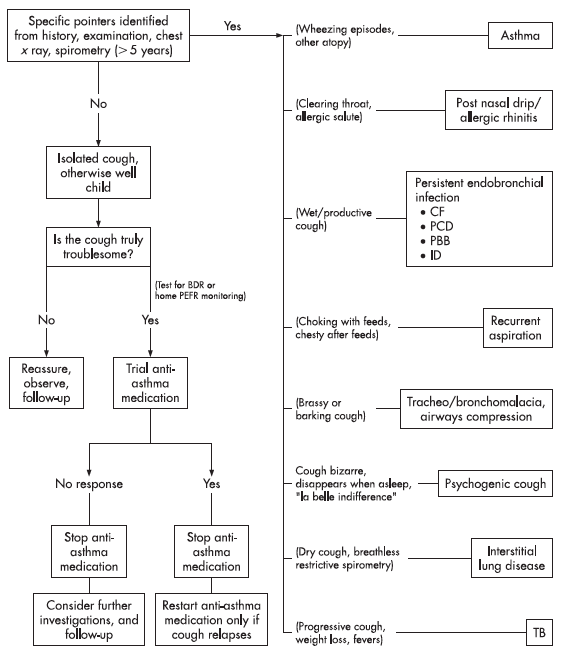 Specific pointers identified
from history, examination, chest
x ray, spirometry (> 5 years)
Yes
(Wheezing episodes,
other atopy)
Asthma
No
(Clearing throat,
allergic salute)
Post nasal drip/
allergic rhinitis
Isolated cough,
otherwise well
child
(Wet/productive
cough)
Persistent endobronchial
infection
• CF
• PCD
• PBB
• ID
Is the cough truly
troublesome?
(Test for BDR or
home PEFR monitoring)
No
Yes
(Choking with feeds,
chesty after feeds)
Recurrent
aspiration
Reassure,
observe,
follow-up
Trial anti-
asthma
medication
(Brassy or
barking cough)
Tracheo/bronchomalacia,
airways compression
No response
Yes
Cough bizarre,
disappears when asleep,
"la belle indifference"
Psychogenic cough
Stop anti-
asthma
medication
Stop anti-
asthma
medication
(Dry cough, breathless
restrictive spirometry)
Interstitial
lung disease
Consider further
investigations, and
follow-up
Restart anti-asthma
medication only if
cough relapses
(Progressive cough,
weight loss, fevers)
TB